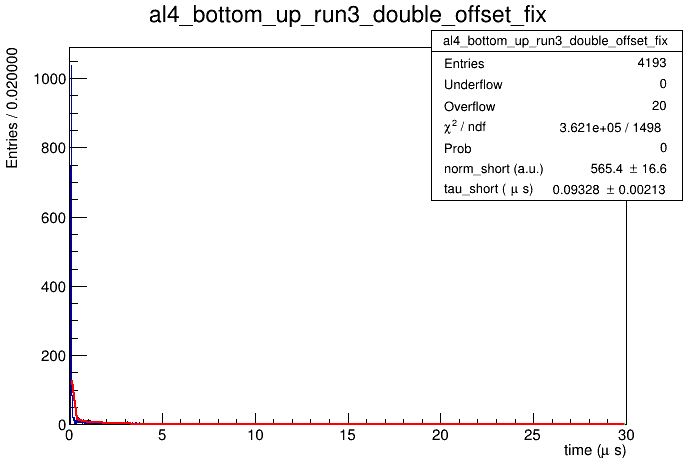 al4_bottom_up_run3_double_offset_fix
al4_bottom_up_run3_double_offset_fix
Entries 4193
Underflow 0
Overflow 20
χ² / ndf 3.621e+05 / 1498
Prob 0
norm_short (a.u.) 565.4 ± 16.6
tau_short ( μ s) 0.09328 ± 0.00213
Entries / 0.020000
1000
800
600
400
200
0
0 5 10 15 20 25 30
time (μ s)